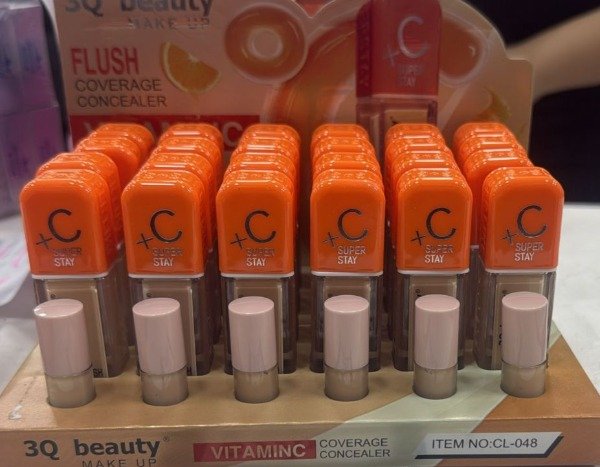 3Q beauty
MAKE UP
FLUSH
COVERAGE
CONCEALER
VITAMINC
C
SUPER
STAY
+C
SUPER
STAY
+C
SUPER
STAY
+C
SUPER
STAY
+C
SUPER
STAY
+C
SUPER
STAY
+C
SUPER
STAY
3Q beauty®
MAKE UP
VITAMINC
COVERAGE
CONCEALER
ITEM NO:CL-048